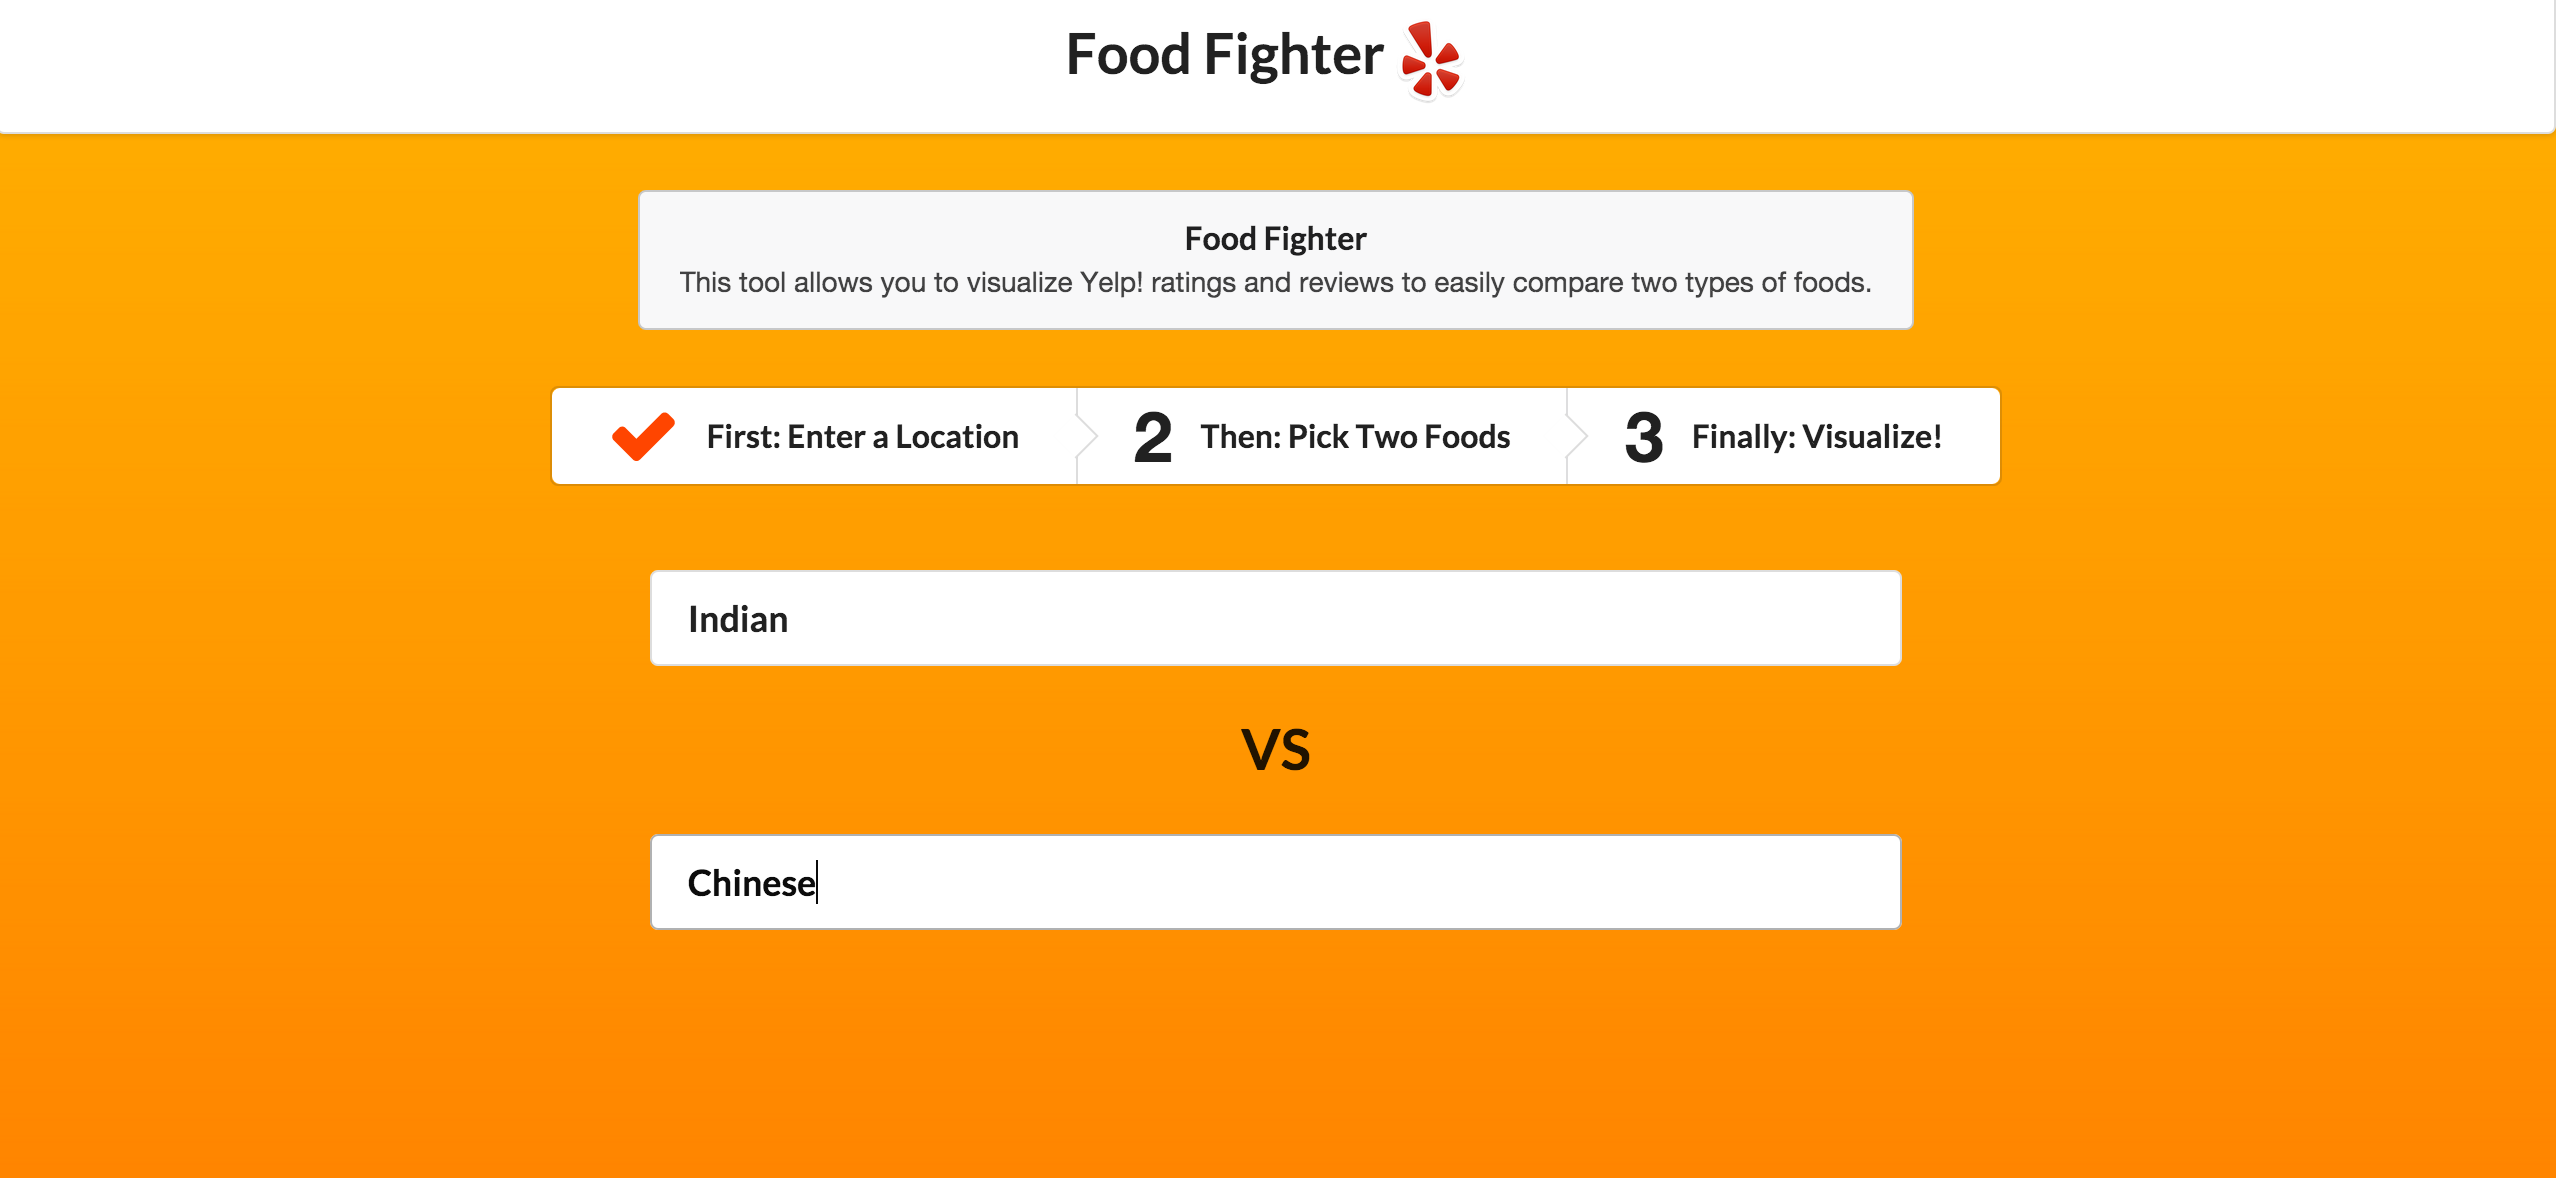 Food Fighter
Food Fighter
This tool allows you to visualize Yelp! ratings and reviews to easily compare two types of foods.
First: Enter a Location
2 Then: Pick Two Foods
3 Finally: Visualize!
Indian
VS
Chinese